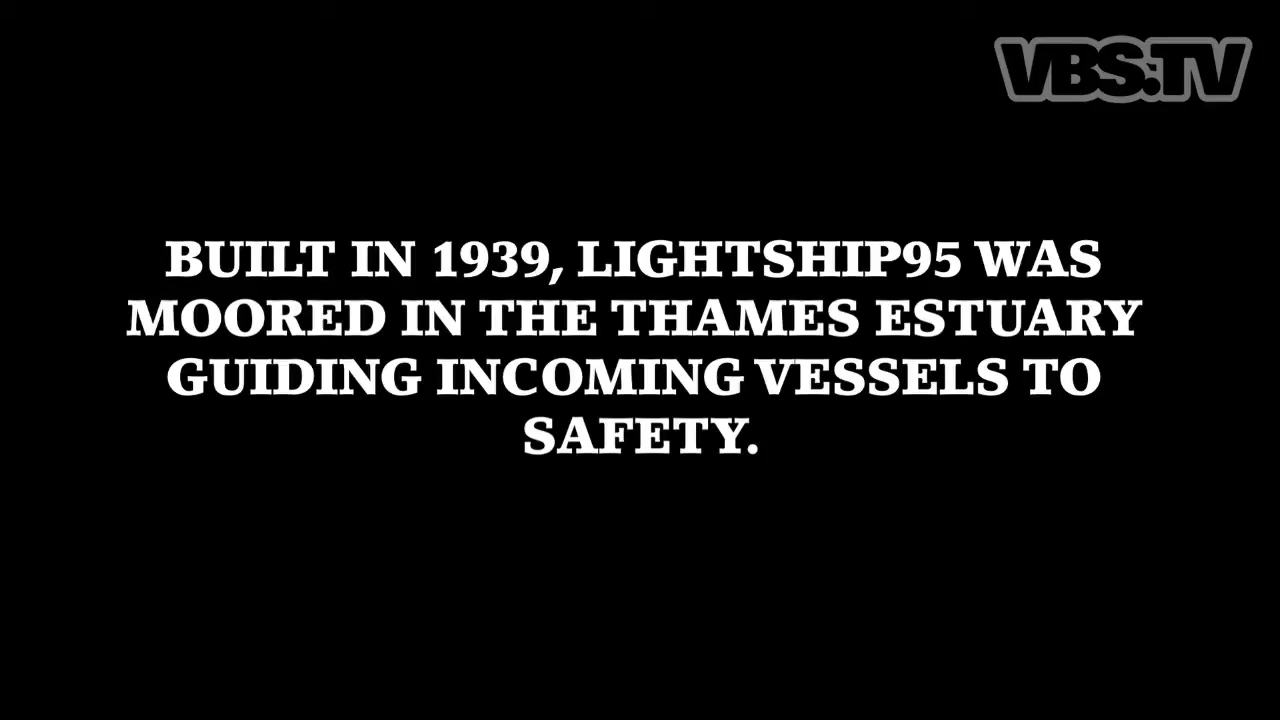 VBS.TV
BUILT IN 1939, LIGHTSHIP95 WAS
MOORED IN THE THAMES ESTUARY
GUIDING INCOMING VESSELS TO
SAFETY.